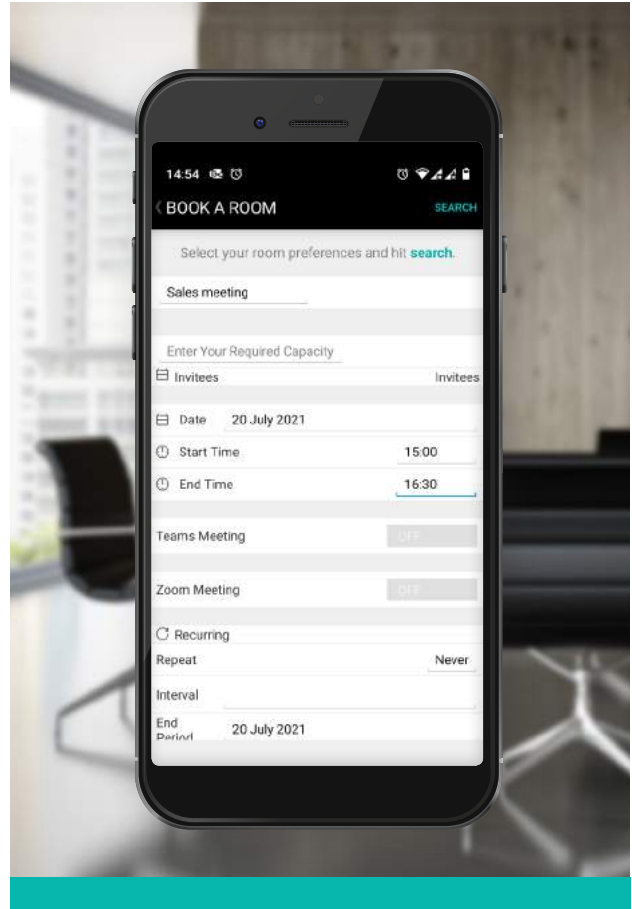 14:54
BOOK A ROOM SEARCH
Select your room preferences and hit search.
Sales meeting
Enter Your Required Capacity
Invitees Invitees
Date 20 July 2021
Start Time 15:00
End Time 16:30
Teams Meeting OFF
Zoom Meeting OFF
Recurring
Repeat Never
Interval
End
Period 20 July 2021